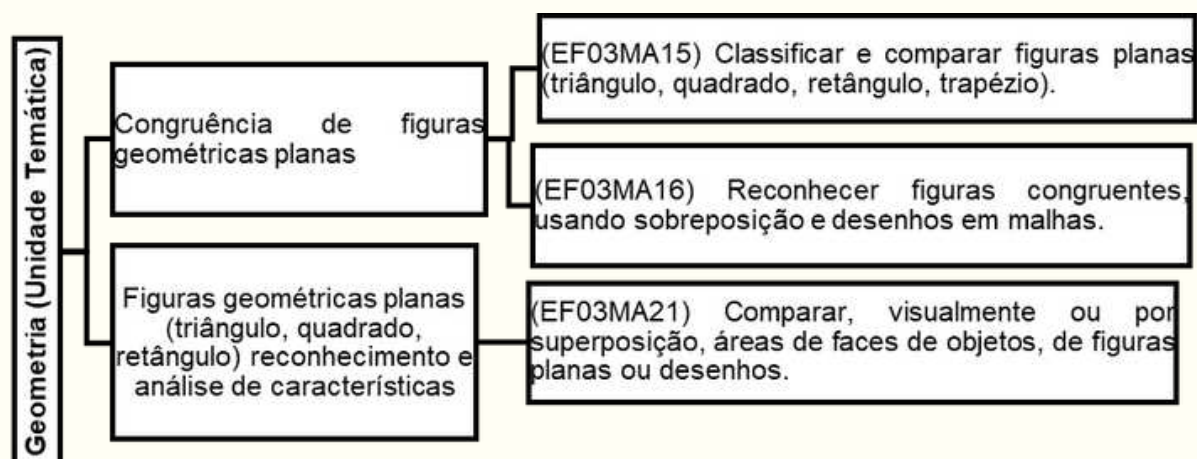 Geometria (Unidade Temática)
Congruência de figuras
geométricas planas
(EF03MA15) Classificar e comparar figuras planas
(triângulo, quadrado, retângulo, trapézio).
(EF03MA16) Reconhecer figuras congruentes,
usando sobreposição e desenhos em malhas.
Figuras geométricas planas
(triângulo, quadrado,
retângulo) reconhecimento e
análise de características
(EF03MA21) Comparar, visualmente ou por
superposição, áreas de faces de objetos, de figuras
planas ou desenhos.